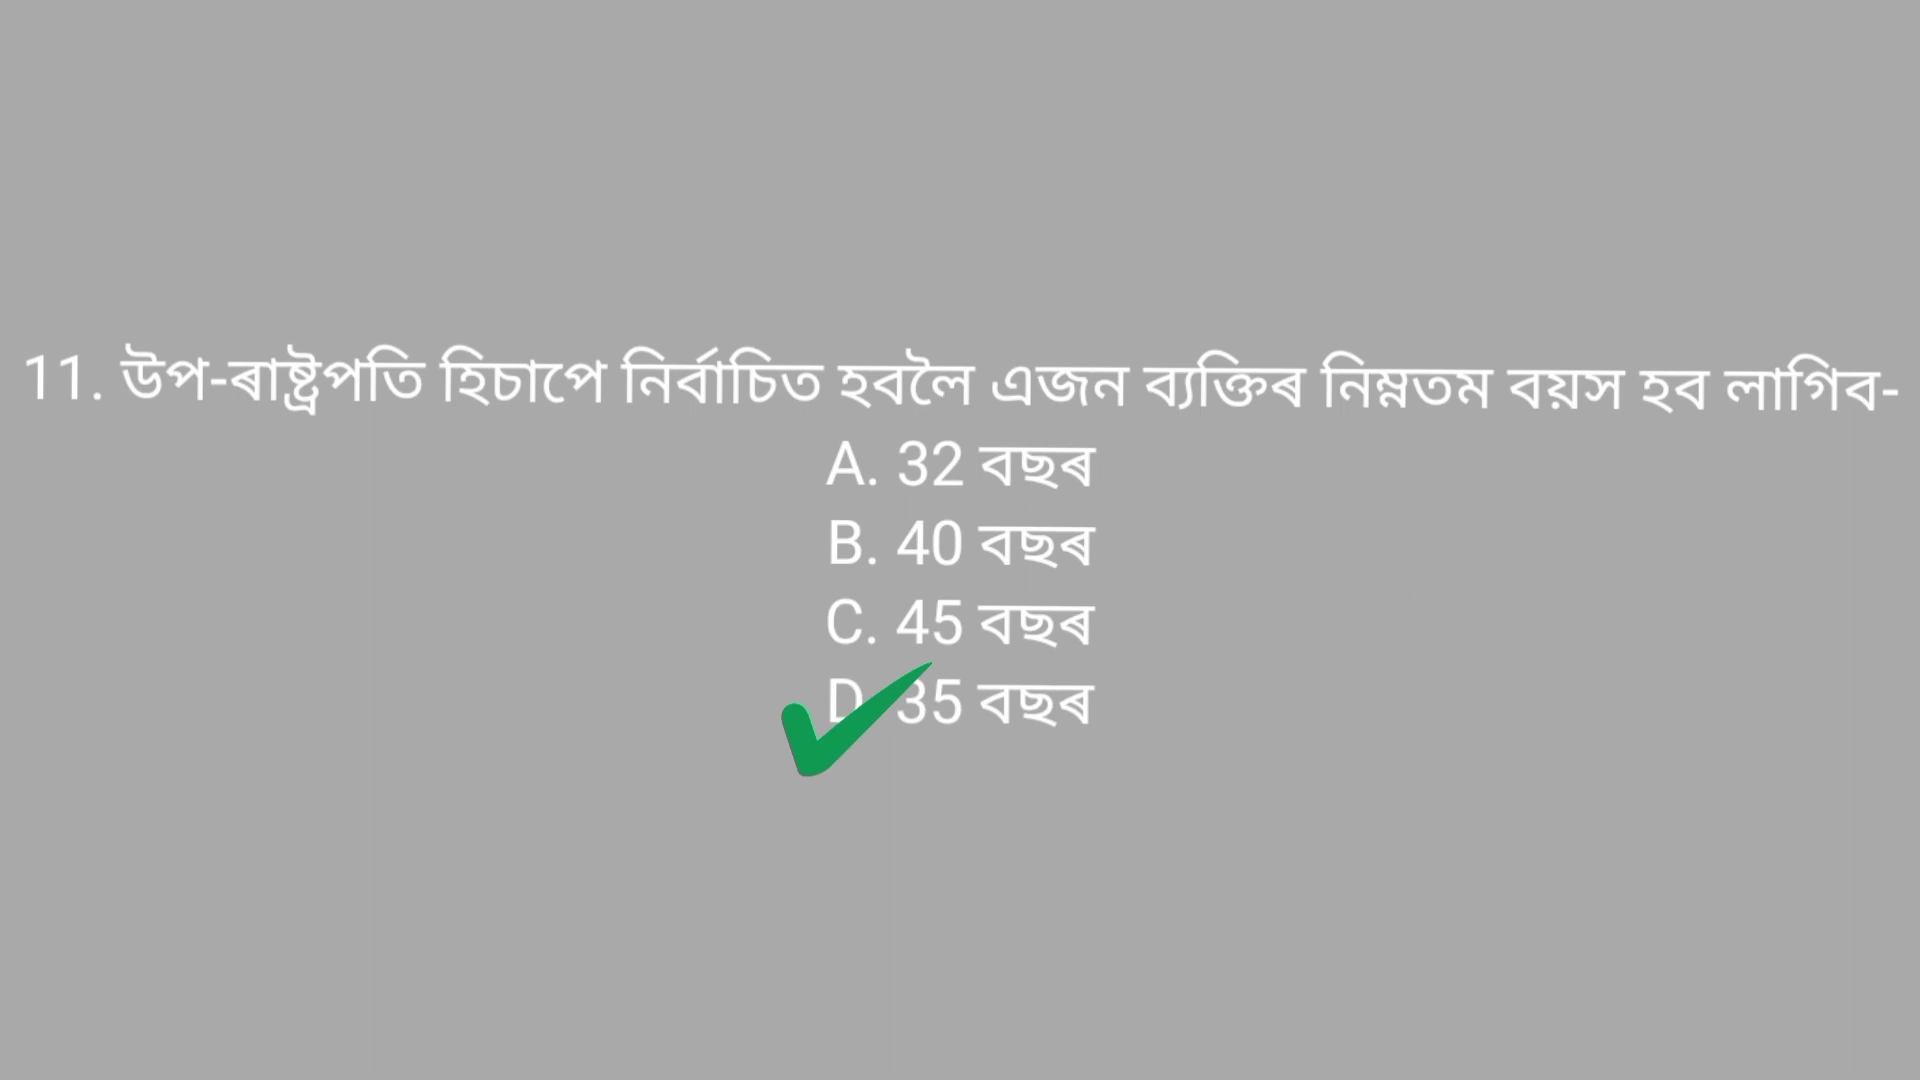 11. উপ-ৰাষ্ট্ৰপতি হিচাপে নিৰ্বাচিত হবলৈ এজন ব্যক্তিৰ নিম্নতম বয়স হব লাগিব-
A. 32 বছৰ
B. 40 বছৰ
C. 45 বছৰ
D. 35 বছৰ